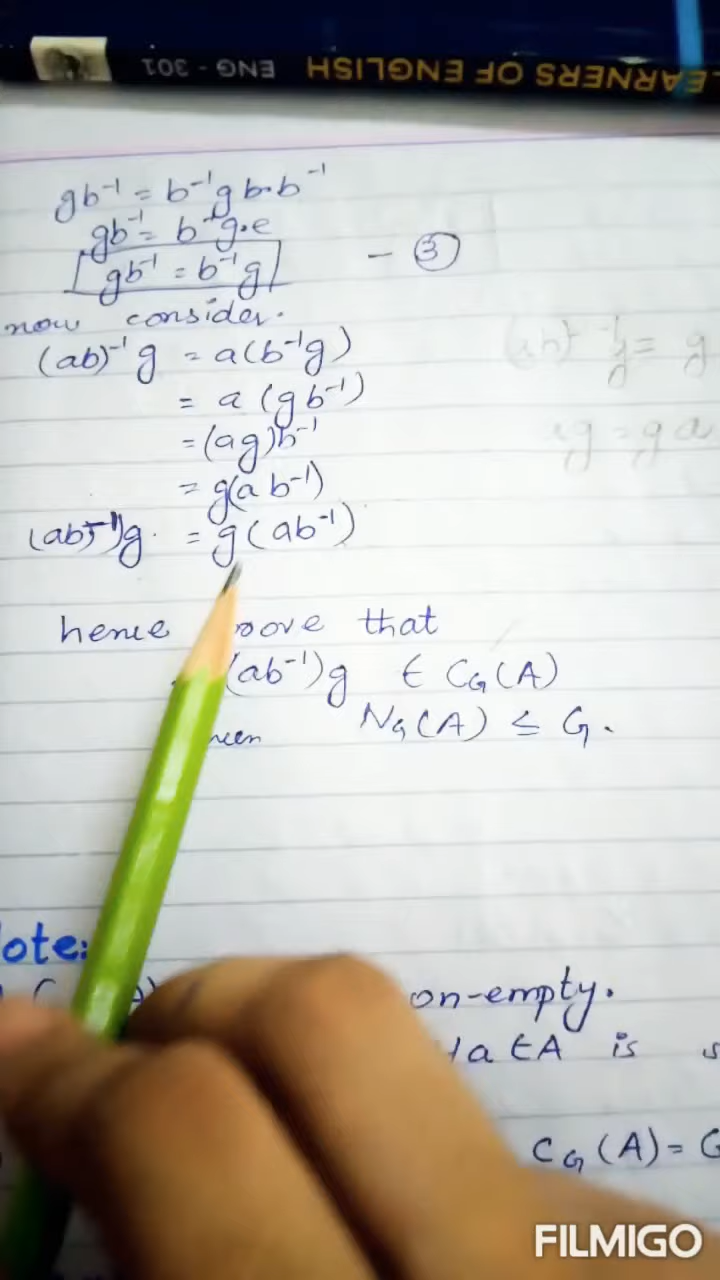 LEARNERS OF ENGLISH ENG - 301
gb⁻¹ = b⁻¹g b·b⁻¹
gb⁻¹ = b⁻¹g·e
gb⁻¹ = b⁻¹g - ③
now consider.
(ab)⁻¹ g = a(b⁻¹g)
= a (gb⁻¹)
= (ag)b⁻¹
= g(ab⁻¹)
(ab⁻¹)g. = g(ab⁻¹)
hence that
(ab⁻¹)g ∈ C_G(A)
N_G(A) ≤ G.
on-empty.
∀a ∈A is
C_G(A) = G
FILMIGO